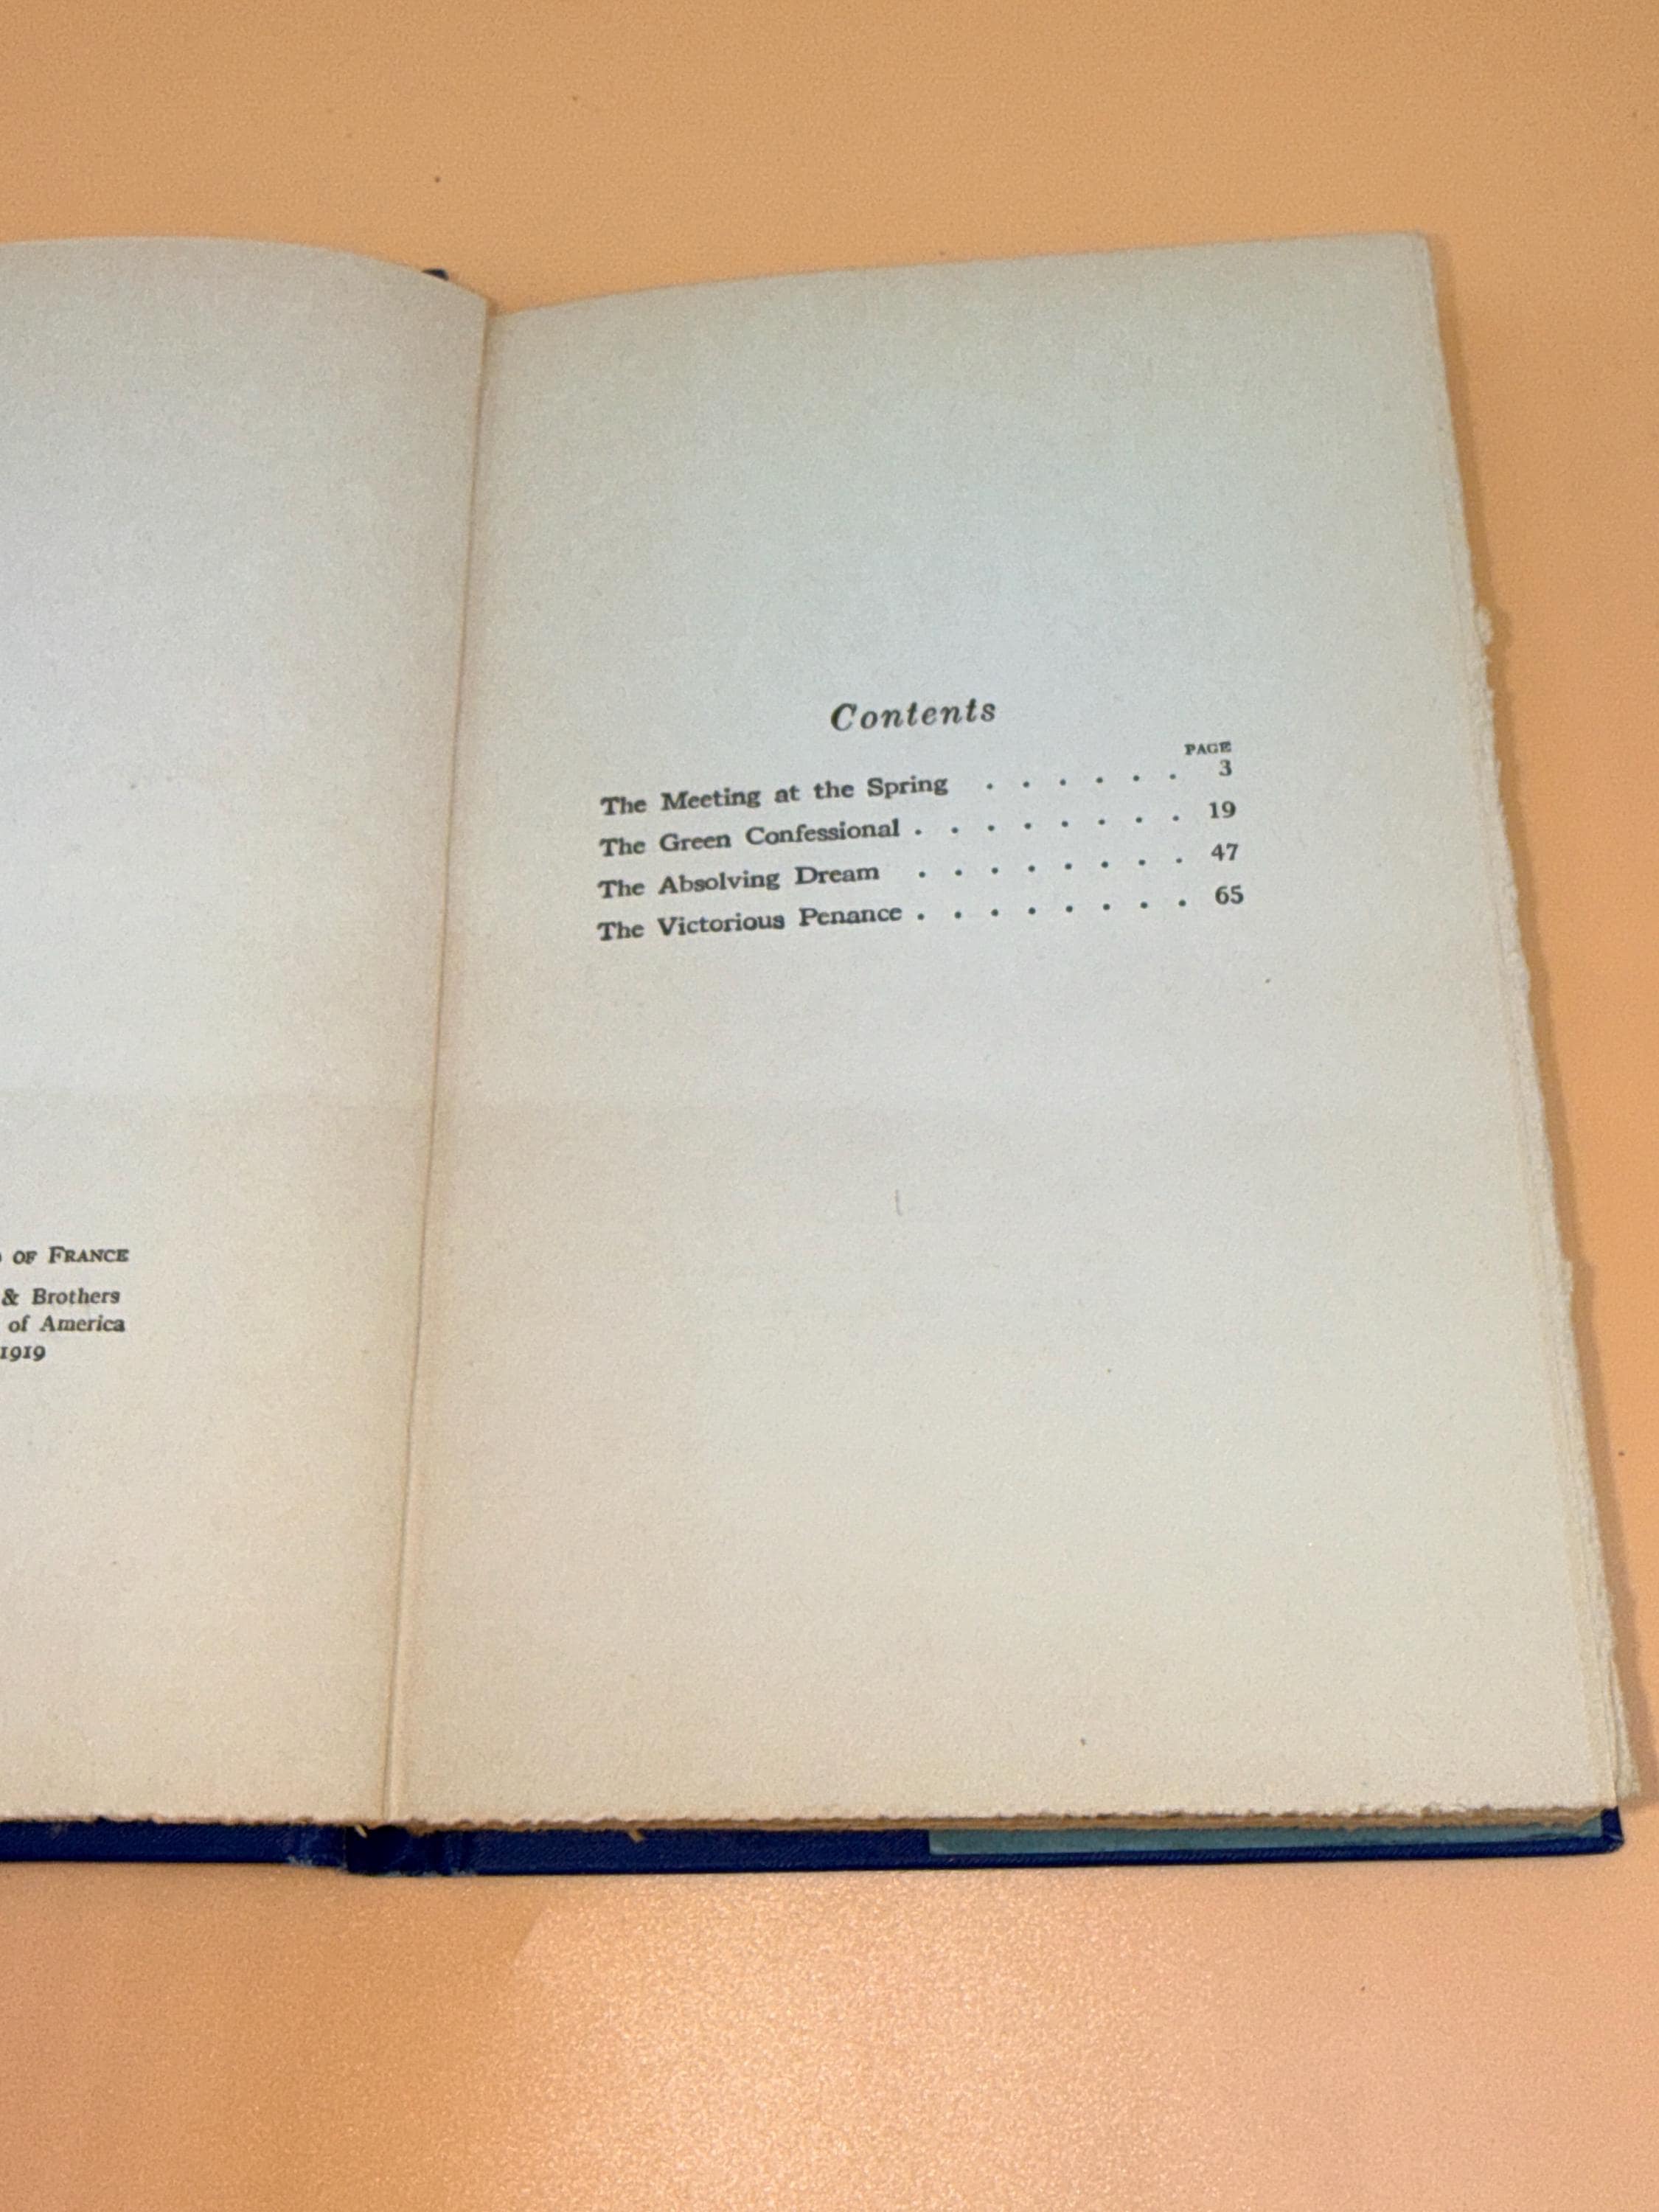 OF FRANCE
& Brothers
of America
1919
Contents
PAGE
The Meeting at the Spring . . . . . . 3
The Green Confessional . . . . . . . . 19
The Absolving Dream . . . . . . . . 47
The Victorious Penance . . . . . . . . 65